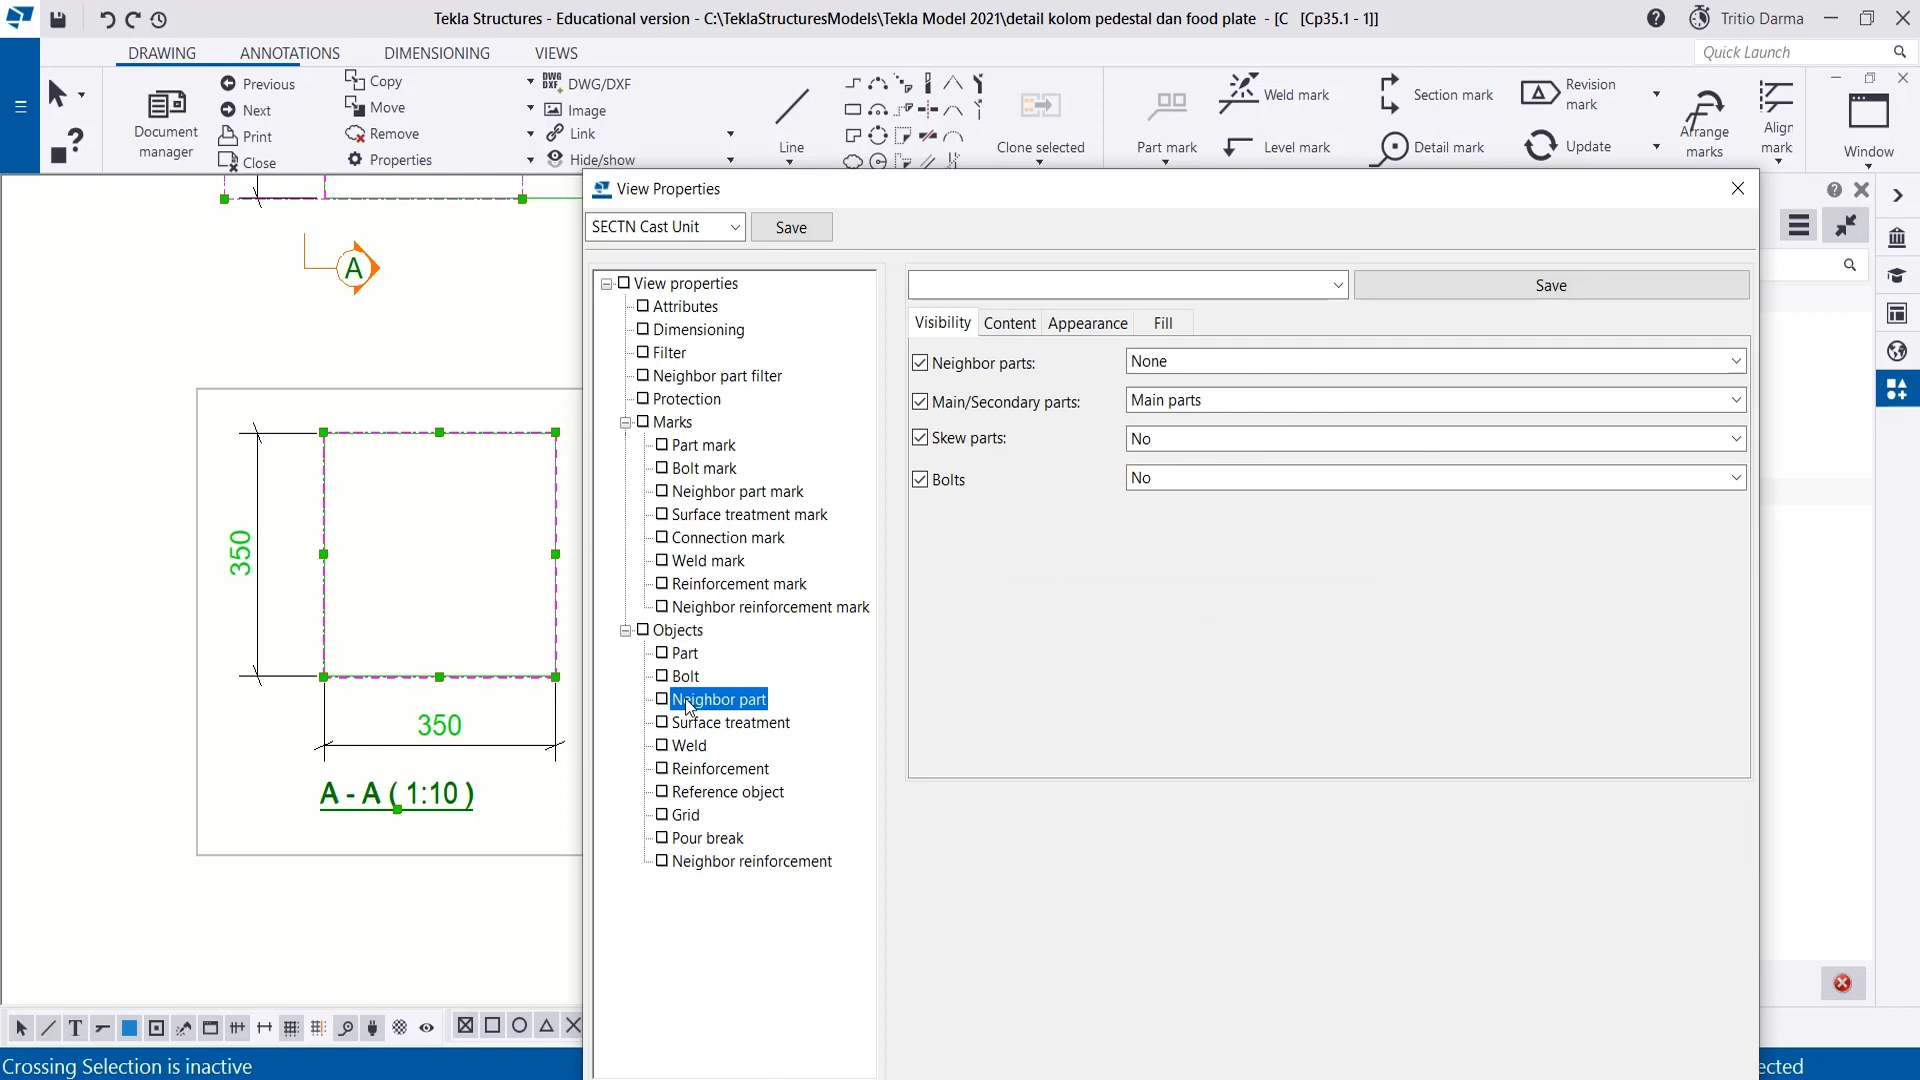 Tekla Structures - Educational version - C:\TeklaStructuresModels\Tekla Model 2021\detail kolom pedestal dan food plate - [C [Cp35.1 - 1]]
Tritio Darma
DRAWING
ANNOTATIONS
DIMENSIONING
VIEWS
Quick Launch
Document manager
Previous
Next
Print
Close
Copy
Move
Remove
Properties
DWG DXF
DWG/DXF
Image
Link
Hide/show
Line
Clone selected
Part mark
Weld mark
Level mark
Section mark
Detail mark
Revision mark
Update
Arrange marks
Align mark
Window
View Properties
SECTN Cast Unit
Save
View properties
Attributes
Dimensioning
Filter
Neighbor part filter
Protection
Marks
Part mark
Bolt mark
Neighbor part mark
Surface treatment mark
Connection mark
Weld mark
Reinforcement mark
Neighbor reinforcement mark
Objects
Part
Bolt
Neighbor part
Surface treatment
Weld
Reinforcement
Reference object
Grid
Pour break
Neighbor reinforcement
Save
Visibility
Content
Appearance
Fill
Neighbor parts:
None
Main/Secondary parts:
Main parts
Skew parts:
No
Bolts
No
A
350
350
A - A ( 1:10 )
Crossing Selection is inactive
ected